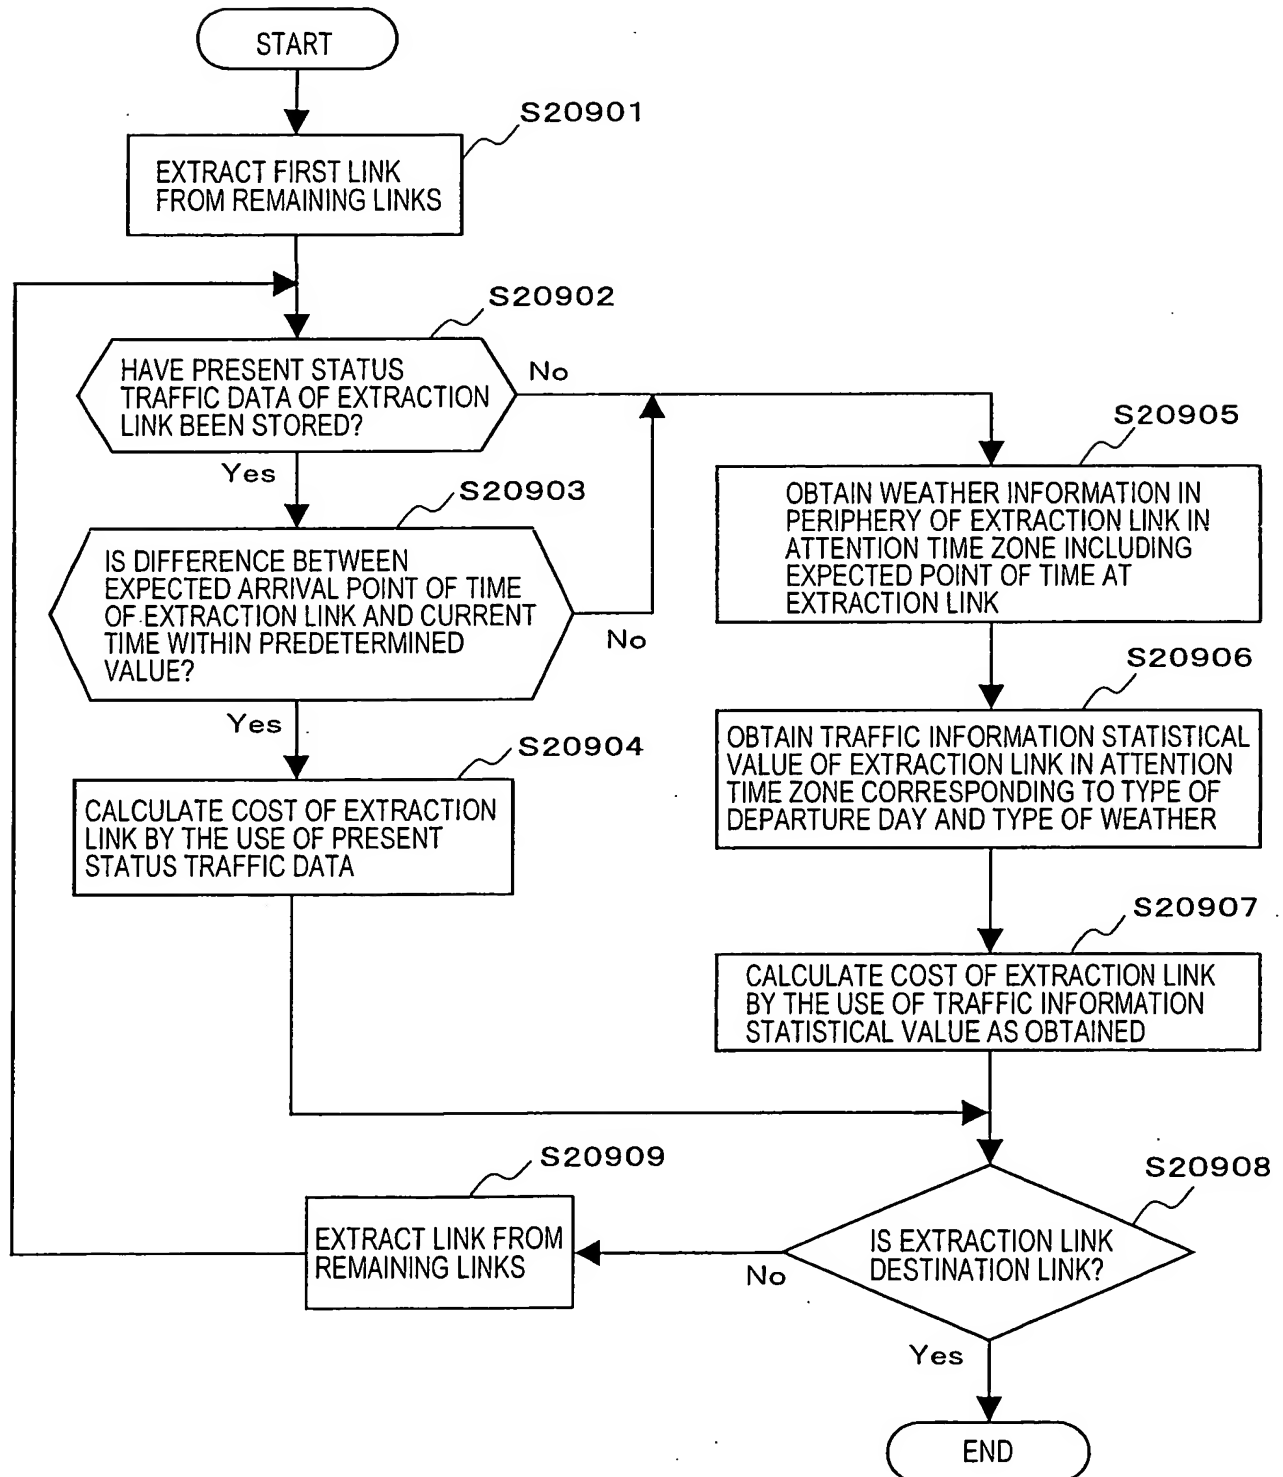 START
S20901
EXTRACT FIRST LINK
FROM REMAINING LINKS
S20902
HAVE PRESENT STATUS
TRAFFIC DATA OF EXTRACTION
LINK BEEN STORED?
No
Yes
S20903
IS DIFFERENCE BETWEEN
EXPECTED ARRIVAL POINT OF TIME
OF EXTRACTION LINK AND CURRENT
TIME WITHIN PREDETERMINED
VALUE?
No
Yes
S20904
CALCULATE COST OF EXTRACTION
LINK BY THE USE OF PRESENT
STATUS TRAFFIC DATA
S20905
OBTAIN WEATHER INFORMATION IN
PERIPHERY OF EXTRACTION LINK IN
ATTENTION TIME ZONE INCLUDING
EXPECTED POINT OF TIME AT
EXTRACTION LINK
S20906
OBTAIN TRAFFIC INFORMATION STATISTICAL
VALUE OF EXTRACTION LINK IN ATTENTION
TIME ZONE CORRESPONDING TO TYPE OF
DEPARTURE DAY AND TYPE OF WEATHER
S20907
CALCULATE COST OF EXTRACTION LINK
BY THE USE OF TRAFFIC INFORMATION
STATISTICAL VALUE AS OBTAINED
S20908
IS EXTRACTION LINK
DESTINATION LINK?
No
S20909
EXTRACT LINK FROM
REMAINING LINKS
Yes
END